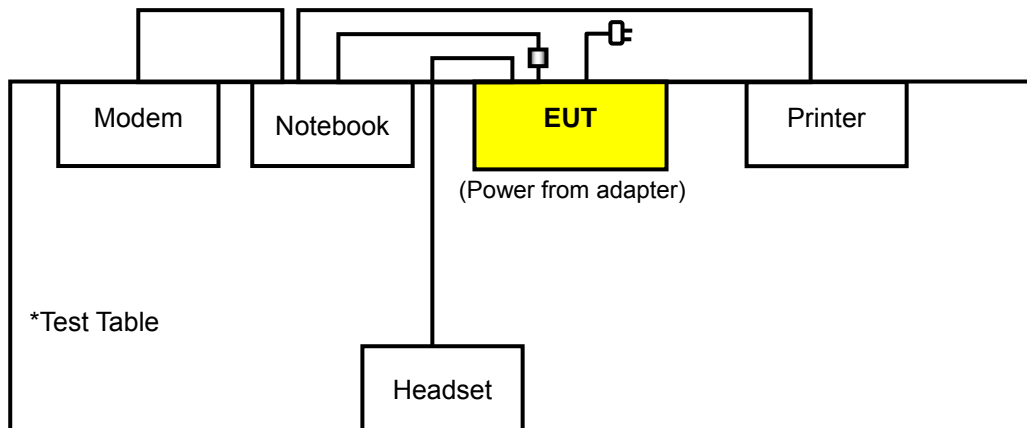 Modem
Notebook
EUT
Printer
(Power from adapter)
*Test Table
Headset